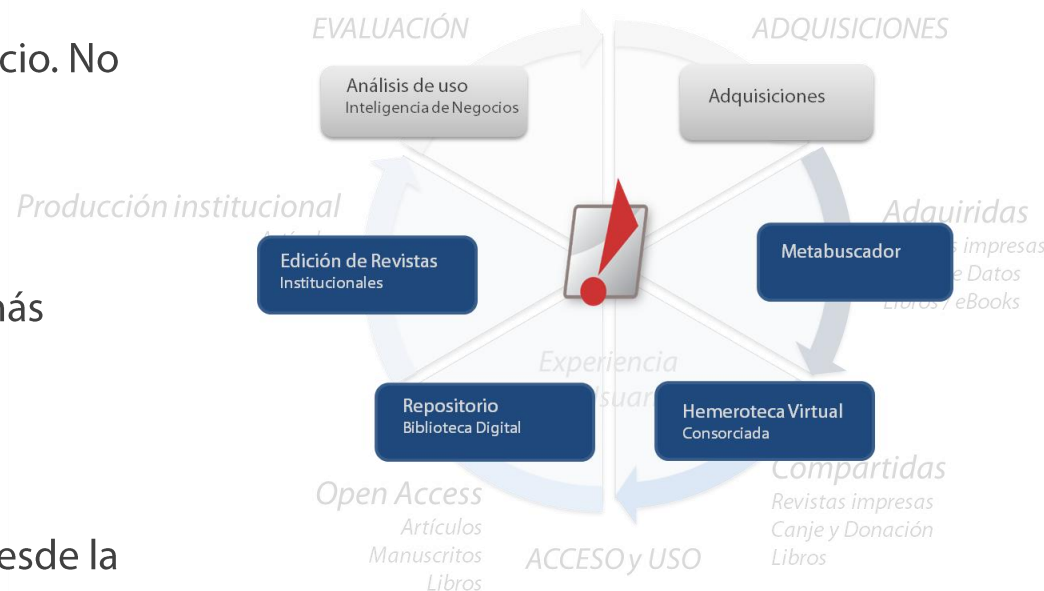 cio. No
más
esde la
EVALUACIÓN
ADQUISICIONES
Análisis de uso
Inteligencia de Negocios
Adquisiciones
Producción institucional
Adquiridas
impresas
Edición de Revistas
Institucionales
Metabuscador
e Datos
Libros / eBooks
Experiencia
Repositorio
Biblioteca Digital
Hemeroteca Virtual
Consorciada
Compartidas
Revistas impresas
Canje y Donación
Libros
Open Access
Artículos
Manuscritos
Libros
ACCESO y USO